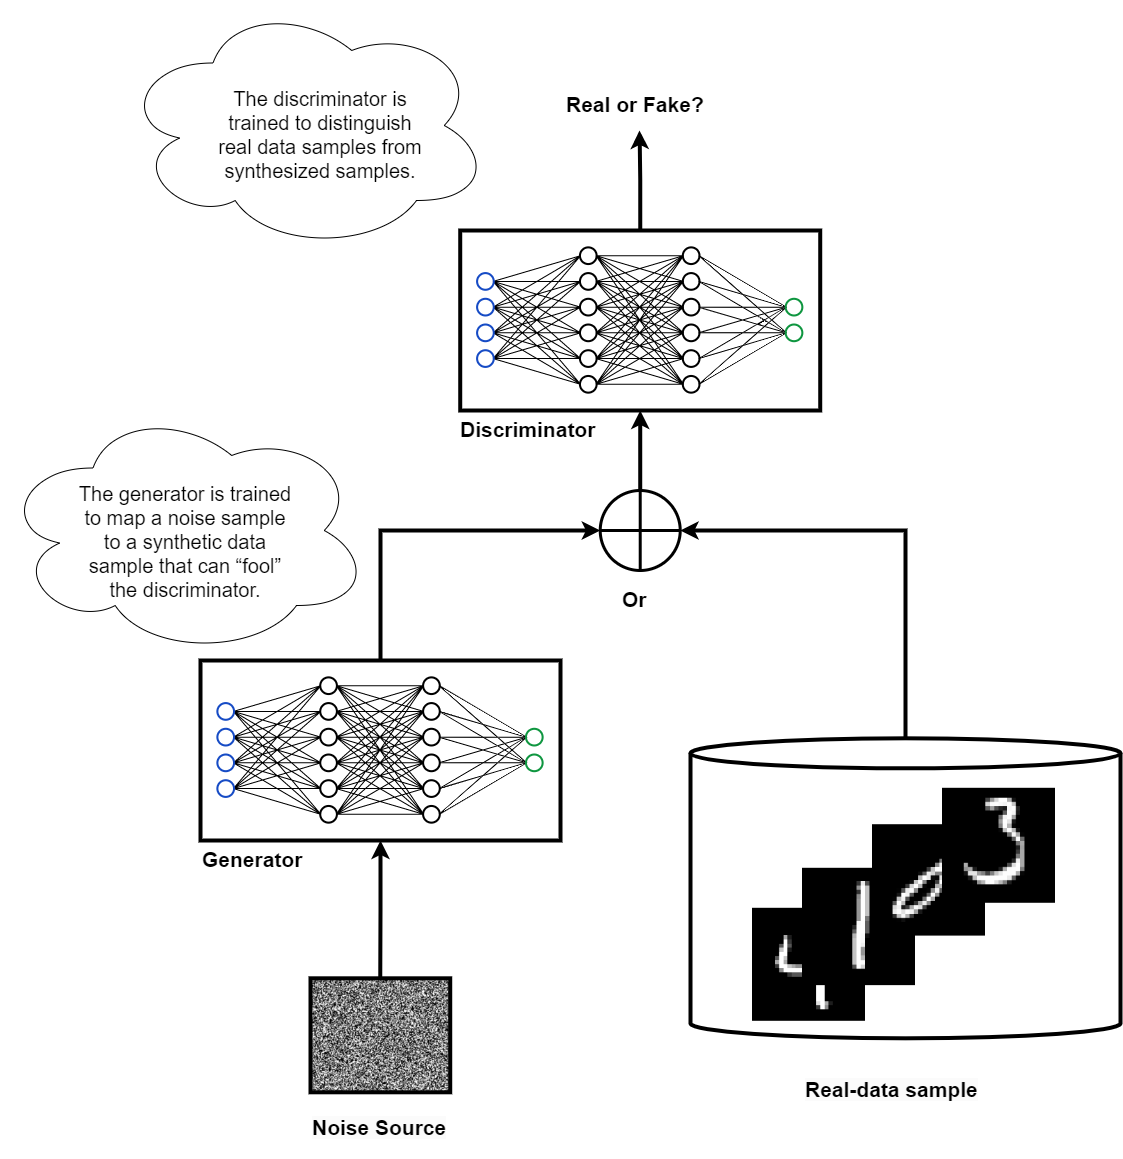 The discriminator is
trained to distinguish
real data samples from
synthesized samples.
Real or Fake?
Discriminator
The generator is trained
to map a noise sample
to a synthetic data
sample that can “fool”
the discriminator.
Or
Generator
Noise Source
Real-data sample